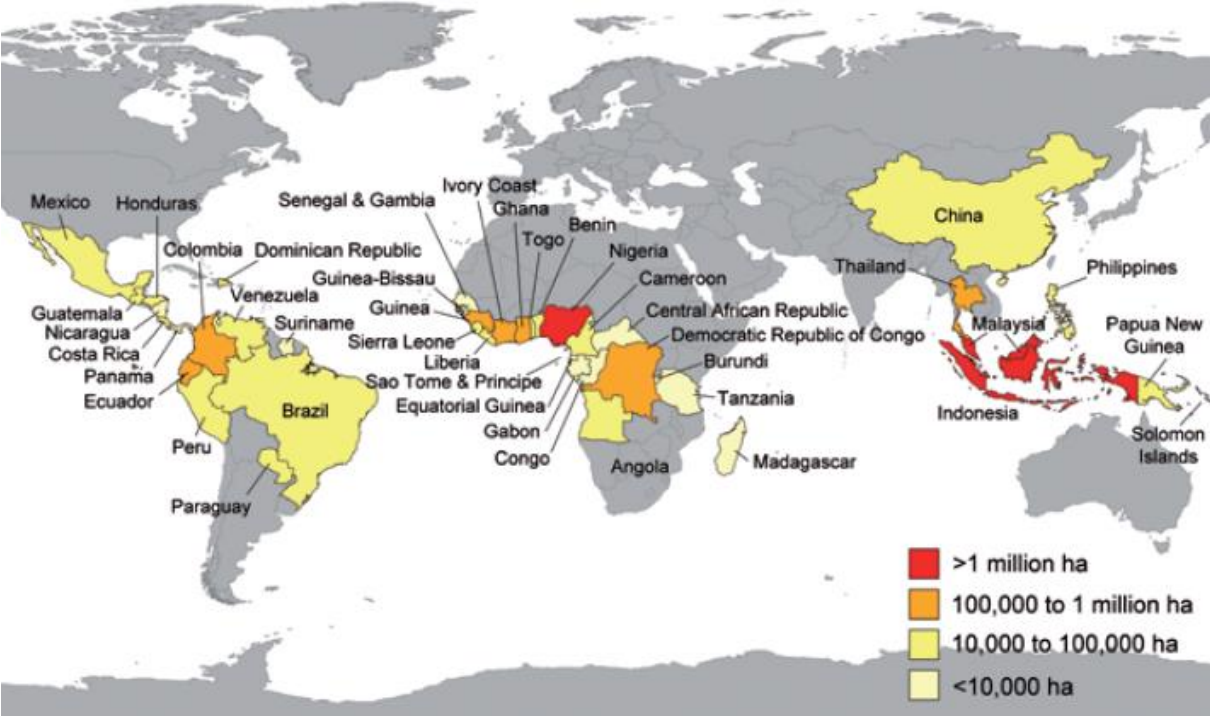 Mexico
Honduras
Colombia
Dominican Republic
Venezuela
Suriname
Guatemala
Nicaragua
Costa Rica
Panama
Ecuador
Peru
Brazil
Paraguay
Senegal & Gambia
Ivory Coast
Ghana
Togo
Benin
Nigeria
Cameroon
Central African Republic
Democratic Republic of Congo
Burundi
Tanzania
Guinea-Bissau
Guinea
Sierra Leone
Liberia
Sao Tome & Principe
Equatorial Guinea
Gabon
Congo
Angola
Madagascar
China
Thailand
Philippines
Malaysia
Papua New
Guinea
Indonesia
Solomon
Islands
>1 million ha
100,000 to 1 million ha
10,000 to 100,000 ha
<10,000 ha